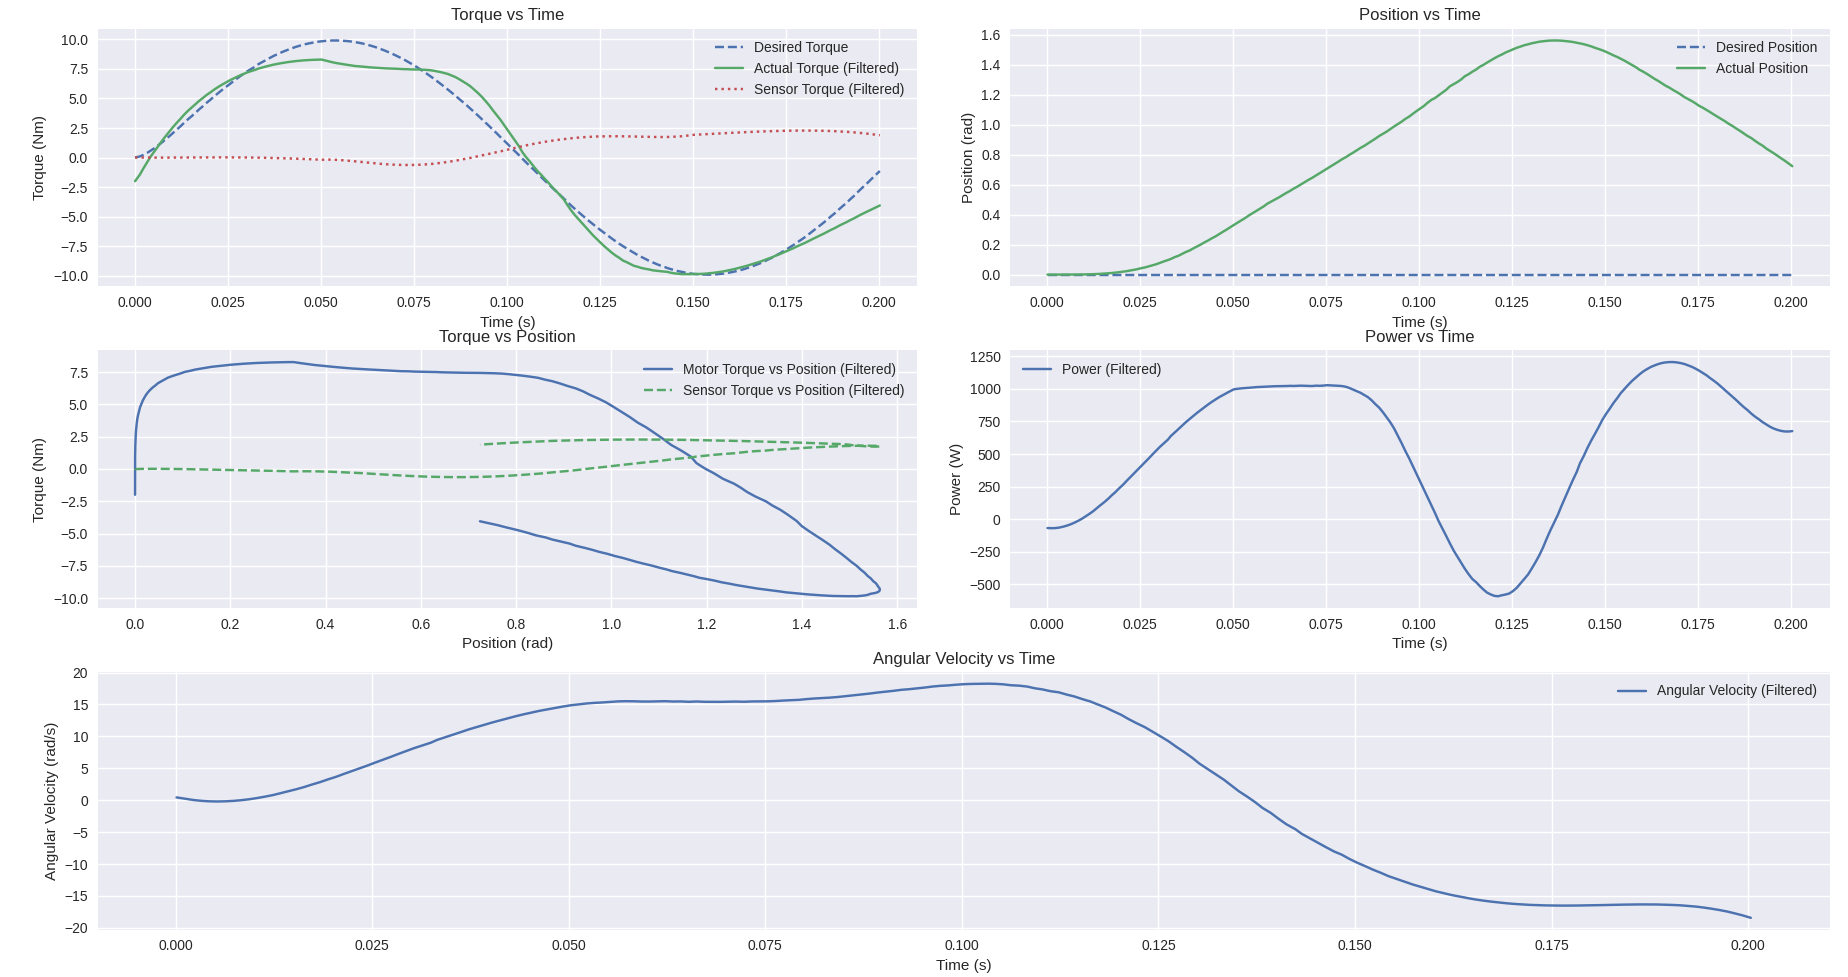 Torque vs Time
10.0
7.5
5.0
2.5
0.0
−2.5
−5.0
−7.5
−10.0
Torque (Nm)
Desired Torque
Actual Torque (Filtered)
Sensor Torque (Filtered)
0.000 0.025 0.050 0.075 0.100 0.125 0.150 0.175 0.200
Time (s)
Position vs Time
1.6
1.4
1.2
1.0
0.8
0.6
0.4
0.2
0.0
Position (rad)
Desired Position
Actual Position
0.000 0.025 0.050 0.075 0.100 0.125 0.150 0.175 0.200
Time (s)
Torque vs Position
7.5
5.0
2.5
0.0
−2.5
−5.0
−7.5
−10.0
Torque (Nm)
Motor Torque vs Position (Filtered)
Sensor Torque vs Position (Filtered)
0.0 0.2 0.4 0.6 0.8 1.0 1.2 1.4 1.6
Position (rad)
Power vs Time
1250
1000
750
500
250
0
−250
−500
Power (W)
Power (Filtered)
0.000 0.025 0.050 0.075 0.100 0.125 0.150 0.175 0.200
Time (s)
Angular Velocity vs Time
20
15
10
5
0
−5
−10
−15
−20
Angular Velocity (rad/s)
Angular Velocity (Filtered)
0.000 0.025 0.050 0.075 0.100 0.125 0.150 0.175 0.200
Time (s)